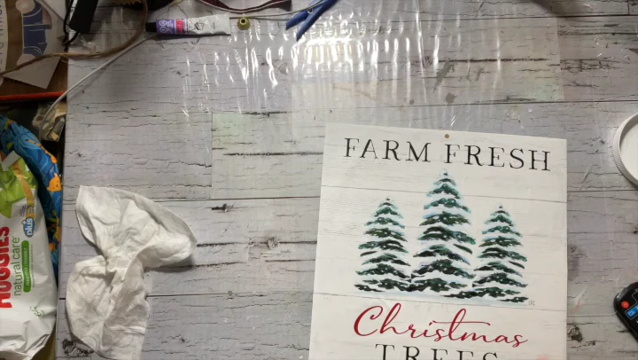 FARM FRESH
Christmas
TREES
HUGGIES
natural care